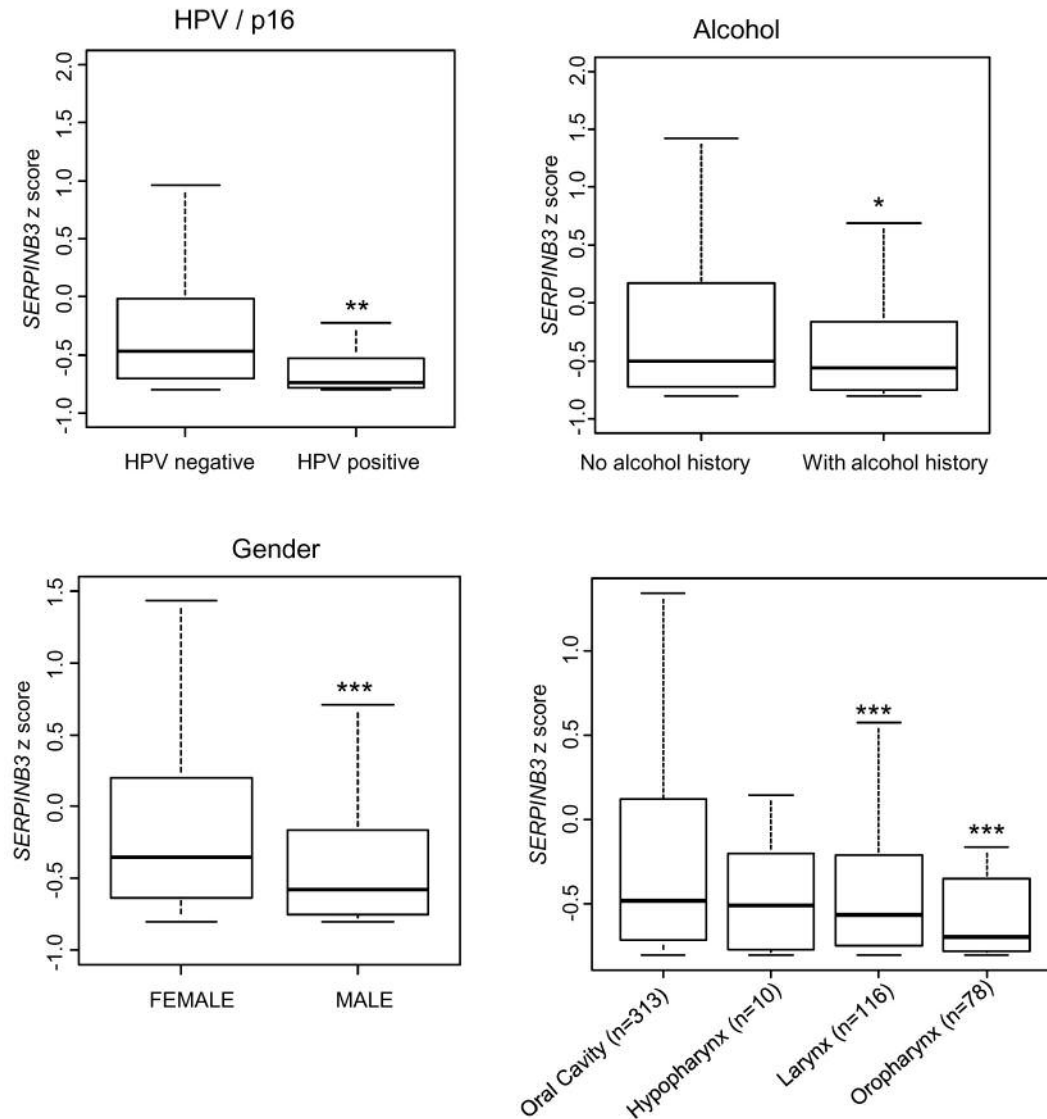 HPV / p16
SERPINB3 z score
2.0
1.5
1.0
0.5
0.0
-0.5
-1.0
**
HPV negative HPV positive
Alcohol
SERPINB3 z score
2.0
1.5
1.0
0.5
0.0
-0.5
-1.0
*
No alcohol history With alcohol history
Gender
SERPINB3 z score
1.5
1.0
0.5
0.0
-0.5
-1.0
***
FEMALE MALE
SERPINB3 z score
1.0
0.5
0.0
-0.5
***
***
Oral Cavity (n=313)
Hypopharynx (n=10)
Larynx (n=116)
Oropharynx (n=78)